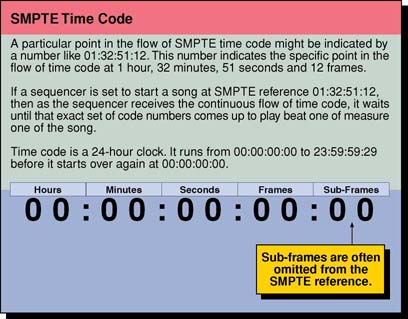 SMPTE Time Code
A particular point in the flow of SMPTE time code might be indicated by
a number like 01:32:51:12. This number indicates the specific point in the
flow of time code at 1 hour, 32 minutes, 51 seconds and 12 frames.
If a sequencer is set to start a song at SMPTE reference 01:32:51:12,
then as the sequencer receives the continuous flow of time code, it waits
until that exact set of code numbers comes up to play beat one of measure
one of the song.
Time code is a 24-hour clock. It runs from 00:00:00:00 to 23:59:59:29
before it starts over again at 00:00:00:00.
Hours Minutes Seconds Frames Sub-Frames
00:00:00:00:00
Sub-frames are often
omitted from the
SMPTE reference.